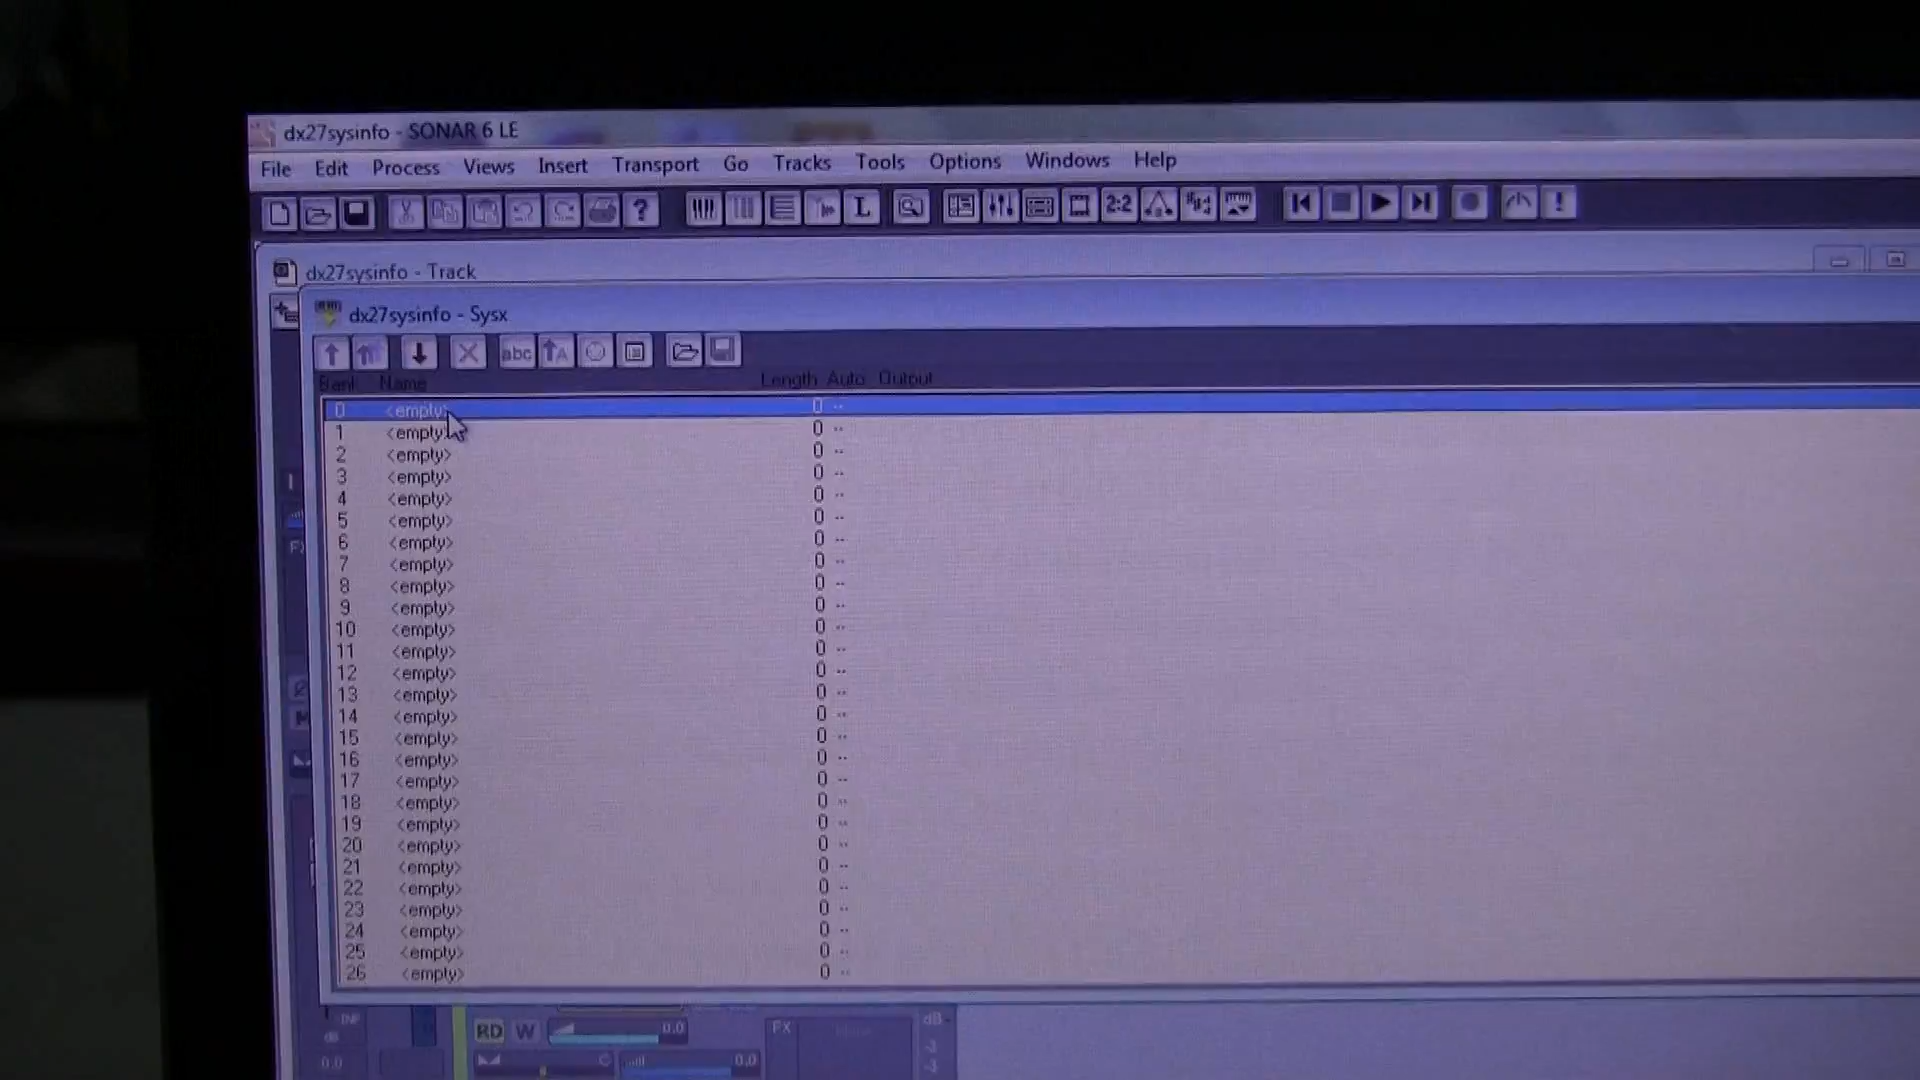 dx27sysinfo - SONAR 6 LE
File Edit Process Views Insert Transport Go Tracks Tools Options Windows Help
L 2:2
dx27sysinfo - Track
dx27sysinfo - Sysx
abc
Bank Name Length Auto Output
0 <empty> 0 --
1 <empty> 0 --
2 <empty> 0 --
3 <empty> 0 --
4 <empty> 0 --
5 <empty> 0 --
6 <empty> 0 --
7 <empty> 0 --
8 <empty> 0 --
9 <empty> 0 --
10 <empty> 0 --
11 <empty> 0 --
12 <empty> 0 --
13 <empty> 0 --
14 <empty> 0 --
15 <empty> 0 --
16 <empty> 0 --
17 <empty> 0 --
18 <empty> 0 --
19 <empty> 0 --
20 <empty> 0 --
21 <empty> 0 --
22 <empty> 0 --
23 <empty> 0 --
24 <empty> 0 --
25 <empty> 0 --
26 <empty> 0 --
INP RD W 0.0 FX dB
dB
0.0 C 0.0